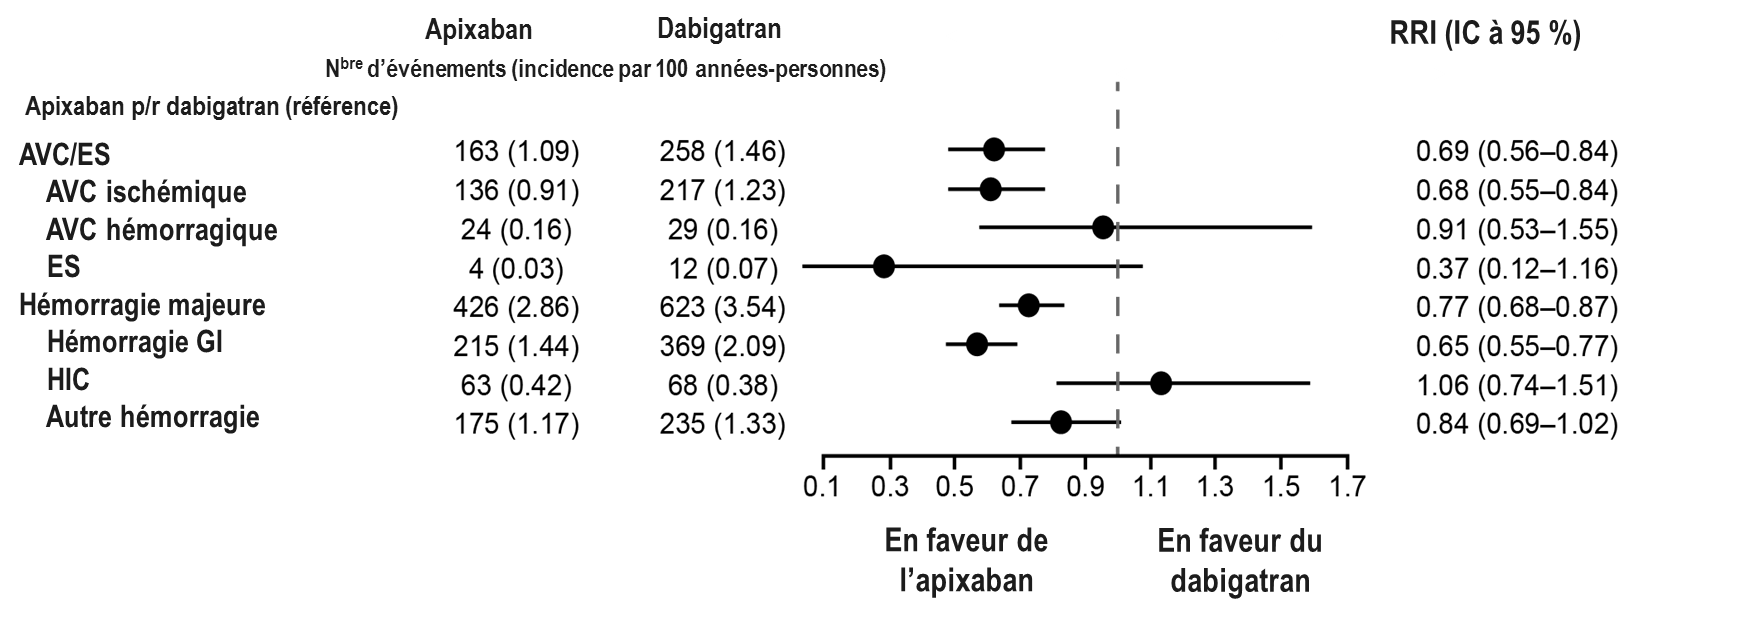 Apixaban Dabigatran RRI (IC à 95 %)
Nbre d’événements (incidence par 100 années-personnes)
Apixaban p/r dabigatran (référence)
AVC/ES 163 (1.09) 258 (1.46) 0.69 (0.56–0.84)
AVC ischémique 136 (0.91) 217 (1.23) 0.68 (0.55–0.84)
AVC hémorragique 24 (0.16) 29 (0.16) 0.91 (0.53–1.55)
ES 4 (0.03) 12 (0.07) 0.37 (0.12–1.16)
Hémorragie majeure 426 (2.86) 623 (3.54) 0.77 (0.68–0.87)
Hémorragie GI 215 (1.44) 369 (2.09) 0.65 (0.55–0.77)
HIC 63 (0.42) 68 (0.38) 1.06 (0.74–1.51)
Autre hémorragie 175 (1.17) 235 (1.33) 0.84 (0.69–1.02)
0.1 0.3 0.5 0.7 0.9 1.1 1.3 1.5 1.7
En faveur de
l’apixaban
En faveur du
dabigatran